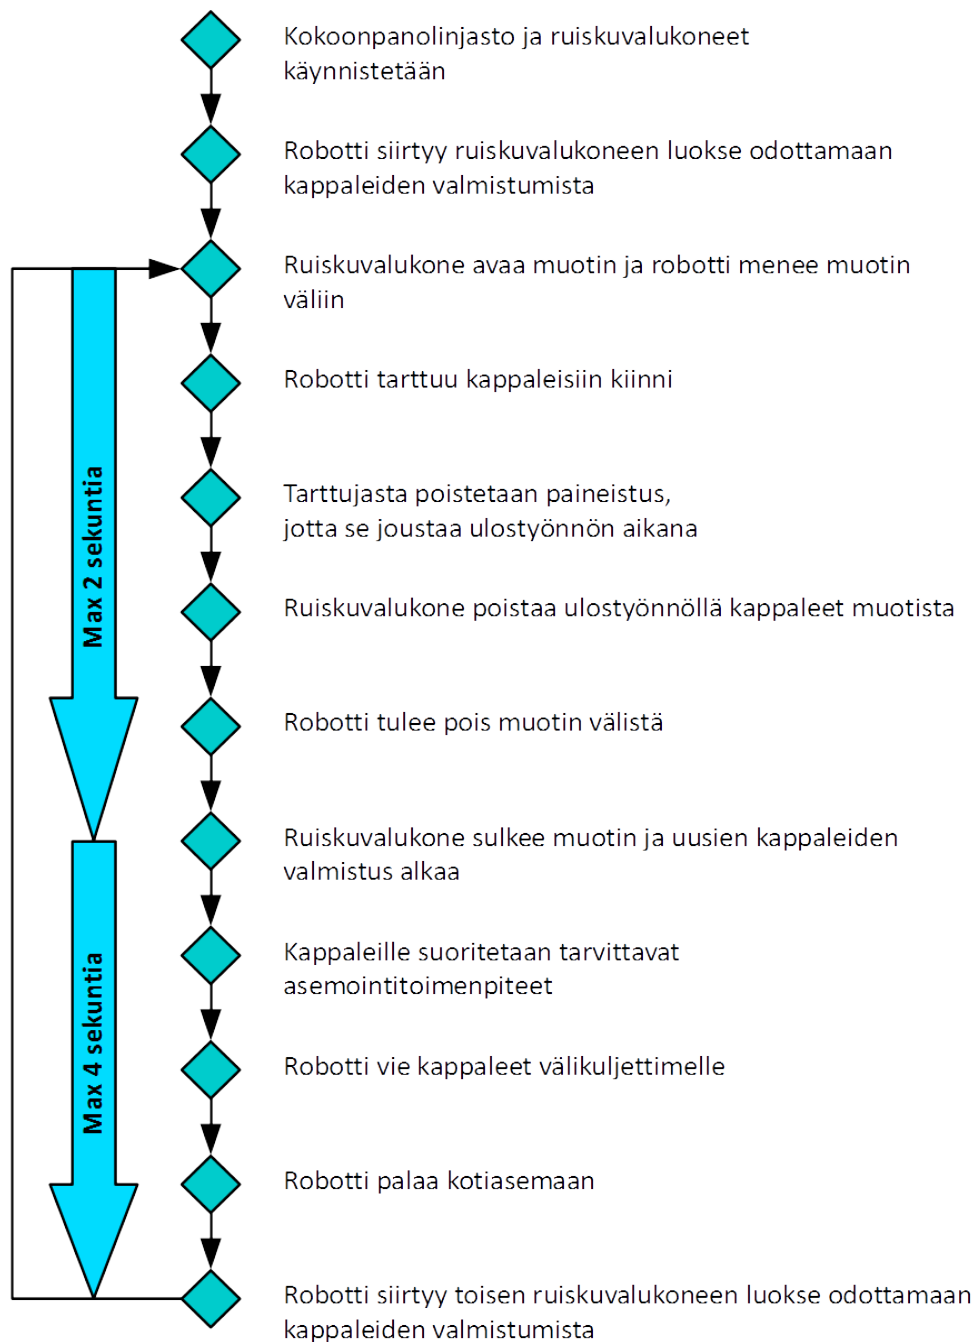 Kokoonpanolinjasto ja ruiskuvalukoneet
käynnistetään
Robotti siirtyy ruiskuvalukoneen luokse odottamaan
kappaleiden valmistumista
Ruiskuvalukone avaa muotin ja robotti menee muotin
väliin
Robotti tarttuu kappaleisiin kiinni
Tarttujasta poistetaan paineistus,
jotta se joustaa ulostyönnön aikana
Ruiskuvalukone poistaa ulostyönnöllä kappaleet muotista
Robotti tulee pois muotin välistä
Ruiskuvalukone sulkee muotin ja uusien kappaleiden
valmistus alkaa
Kappaleille suoritetaan tarvittavat
asemointitoimenpiteet
Robotti vie kappaleet välikuljettimelle
Robotti palaa kotiasemaan
Robotti siirtyy toisen ruiskuvalukoneen luokse odottamaan
kappaleiden valmistumista
Max 2 sekuntia
Max 4 sekuntia